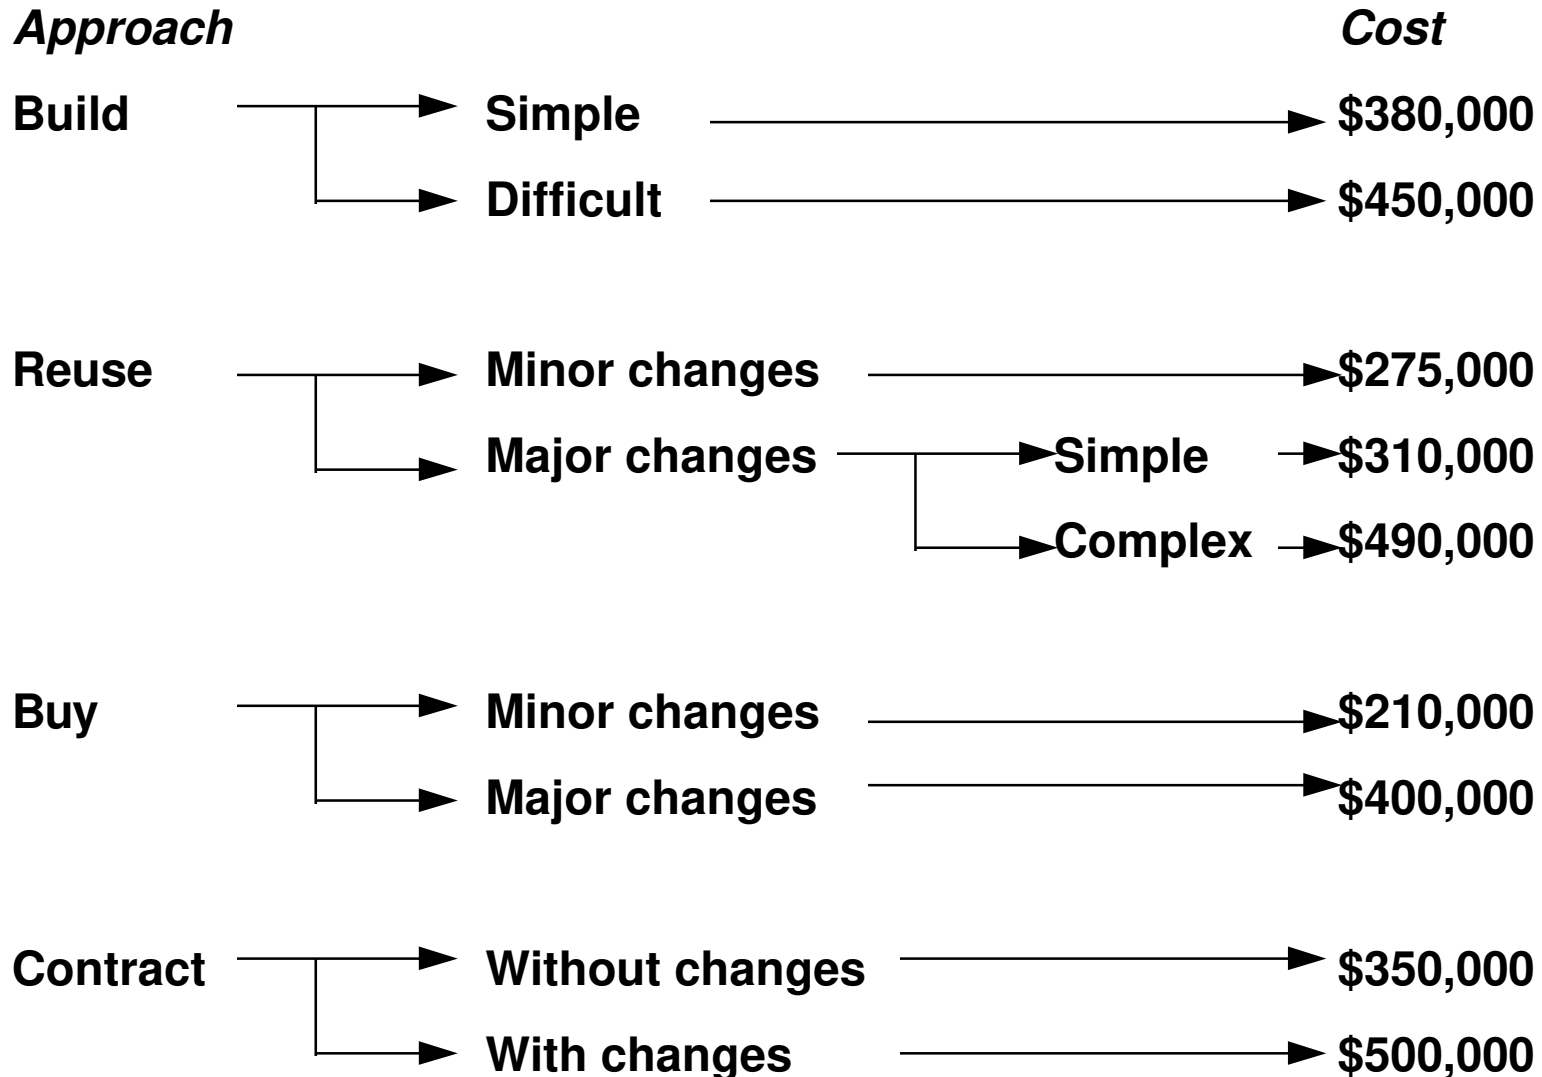 Approach Cost
Build Simple $380,000
Difficult $450,000
Reuse Minor changes $275,000
Major changes Simple $310,000
Complex $490,000
Buy Minor changes $210,000
Major changes $400,000
Contract Without changes $350,000
With changes $500,000